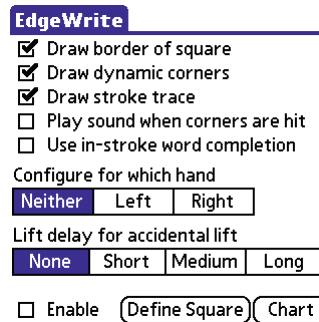 EdgeWrite
Draw border of square
Draw dynamic corners
Draw stroke trace
Play sound when corners are hit
Use in-stroke word completion
Configure for which hand
Neither Left Right
Lift delay for accidental lift
None Short Medium Long
Enable Define Square Chart